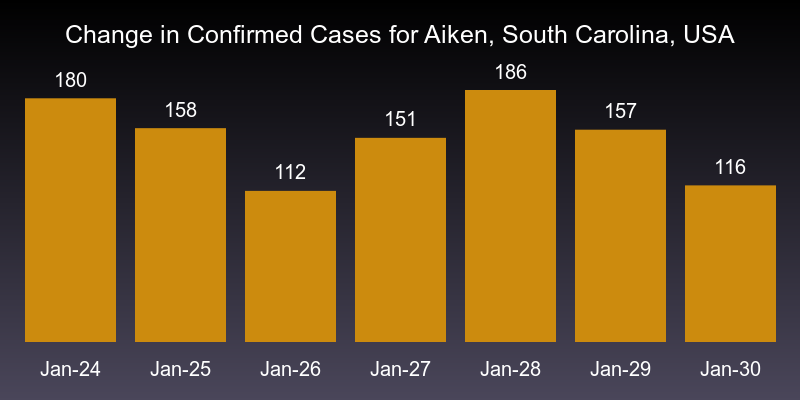 Change in Confirmed Cases for Aiken, South Carolina, USA
180
158
112
151
186
157
116
Jan-24
Jan-25
Jan-26
Jan-27
Jan-28
Jan-29
Jan-30